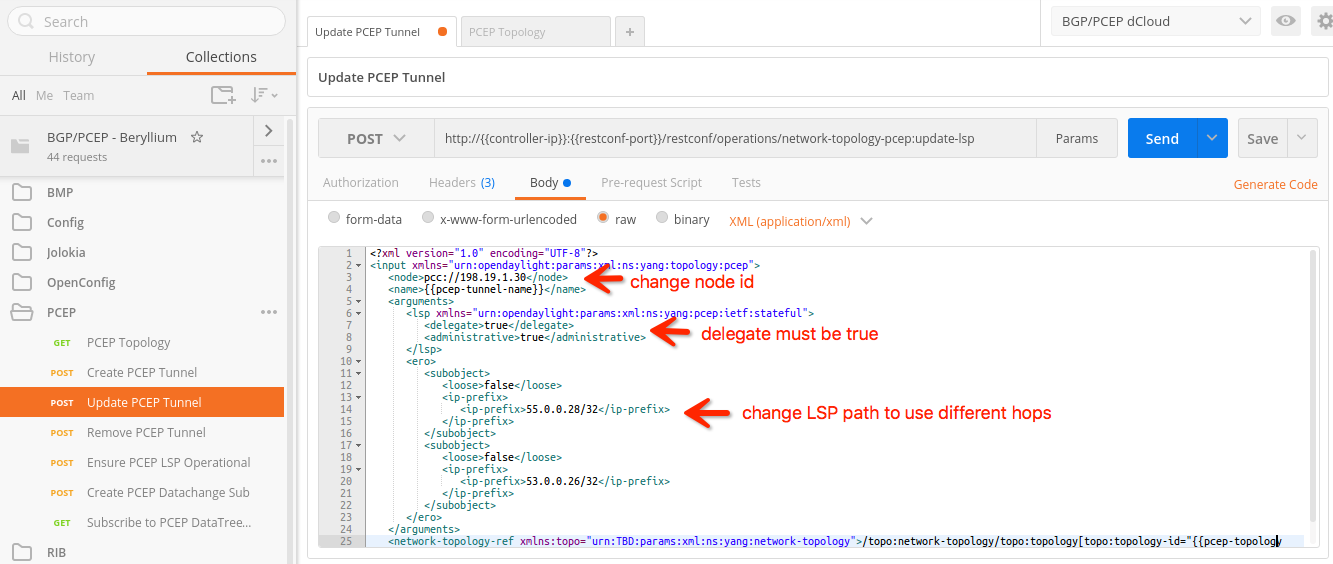 Search
History
Collections
All Me Team
BGP/PCEP - Beryllium
44 requests
BMP
Config
Jolokia
OpenConfig
PCEP
GET PCEP Topology
POST Create PCEP Tunnel
POST Update PCEP Tunnel
POST Remove PCEP Tunnel
POST Ensure PCEP LSP Operational
POST Create PCEP Datachange Sub
GET Subscribe to PCEP DataTree...
RIB
Update PCEP Tunnel
PCEP Topology
+
BGP/PCEP dCloud
Update PCEP Tunnel
POST
http://{{controller-ip}}:{{restconf-port}}/restconf/operations/network-topology-pcep:update-lsp
Params
Send
Save
Authorization
Headers (3)
Body
Pre-request Script
Tests
Generate Code
form-data
x-www-form-urlencoded
raw
binary
XML (application/xml)
1 <?xml version="1.0" encoding="UTF-8"?>
2 <input xmlns="urn:opendaylight:params:xml:ns:yang:topology:pcep">
3 <node>pcc://198.19.1.30</node>
change node id
4 <name>{{pcep-tunnel-name}}</name>
5 <arguments>
6 <lsp xmlns="urn:opendaylight:params:xml:ns:yang:pcep:ietf:stateful">
7 <delegate>true</delegate>
delegate must be true
8 <administrative>true</administrative>
9 </lsp>
10 <ero>
11 <subobject>
12 <loose>false</loose>
13 <ip-prefix>
14 <ip-prefix>55.0.0.28/32</ip-prefix>
change LSP path to use different hops
15 </ip-prefix>
16 </subobject>
17 <subobject>
18 <loose>false</loose>
19 <ip-prefix>
20 <ip-prefix>53.0.0.26/32</ip-prefix>
21 </ip-prefix>
22 </subobject>
23 </ero>
24 </arguments>
25 <network-topology-ref xmlns:topo="urn:TBD:params:xml:ns:yang:network-topology">/topo:network-topology/topo:topology[topo:topology-id="{{pcep-topology